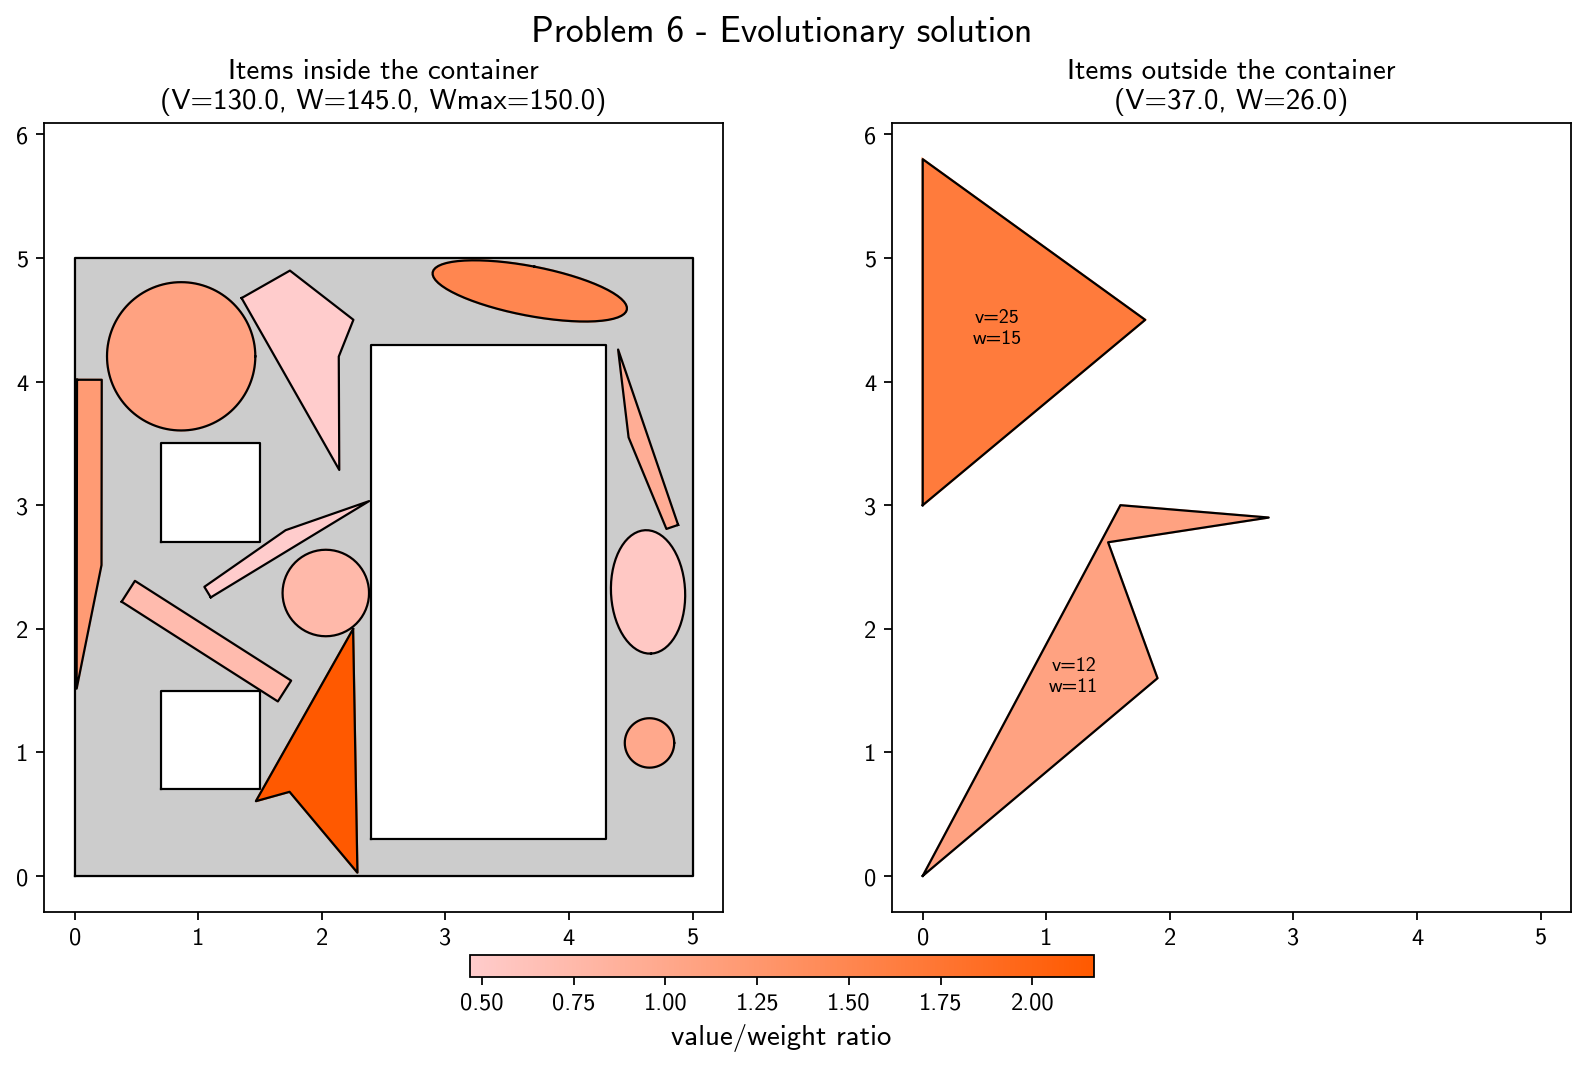 Problem 6 - Evolutionary solution
Items inside the container
(V=130.0, W=145.0, Wmax=150.0)
6
5
4
3
2
1
0
0 1 2 3 4 5
Items outside the container
(V=37.0, W=26.0)
6
5
4
3
2
1
0
v=25
w=15
v=12
w=11
0 1 2 3 4 5
0.50 0.75 1.00 1.25 1.50 1.75 2.00
value/weight ratio